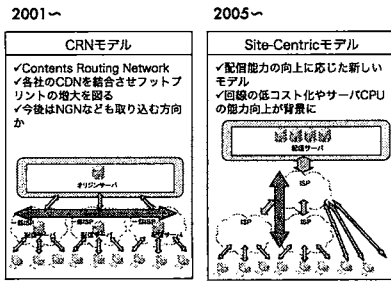 2001〜
CRNモデル
✓Contents Routing Network
✓各社のCDNを結合させフットプ
リントの増大を図る
✓今後はNGNなども取り込む方向
か
オリジンサーバ
2005〜
Site-Centricモデル
✓配信能力の向上に応じた新しい
モデル
✓回線の低コスト化やサーバCPU
の能力向上が背景に
配信サーバ
ISP
ISP
ISP